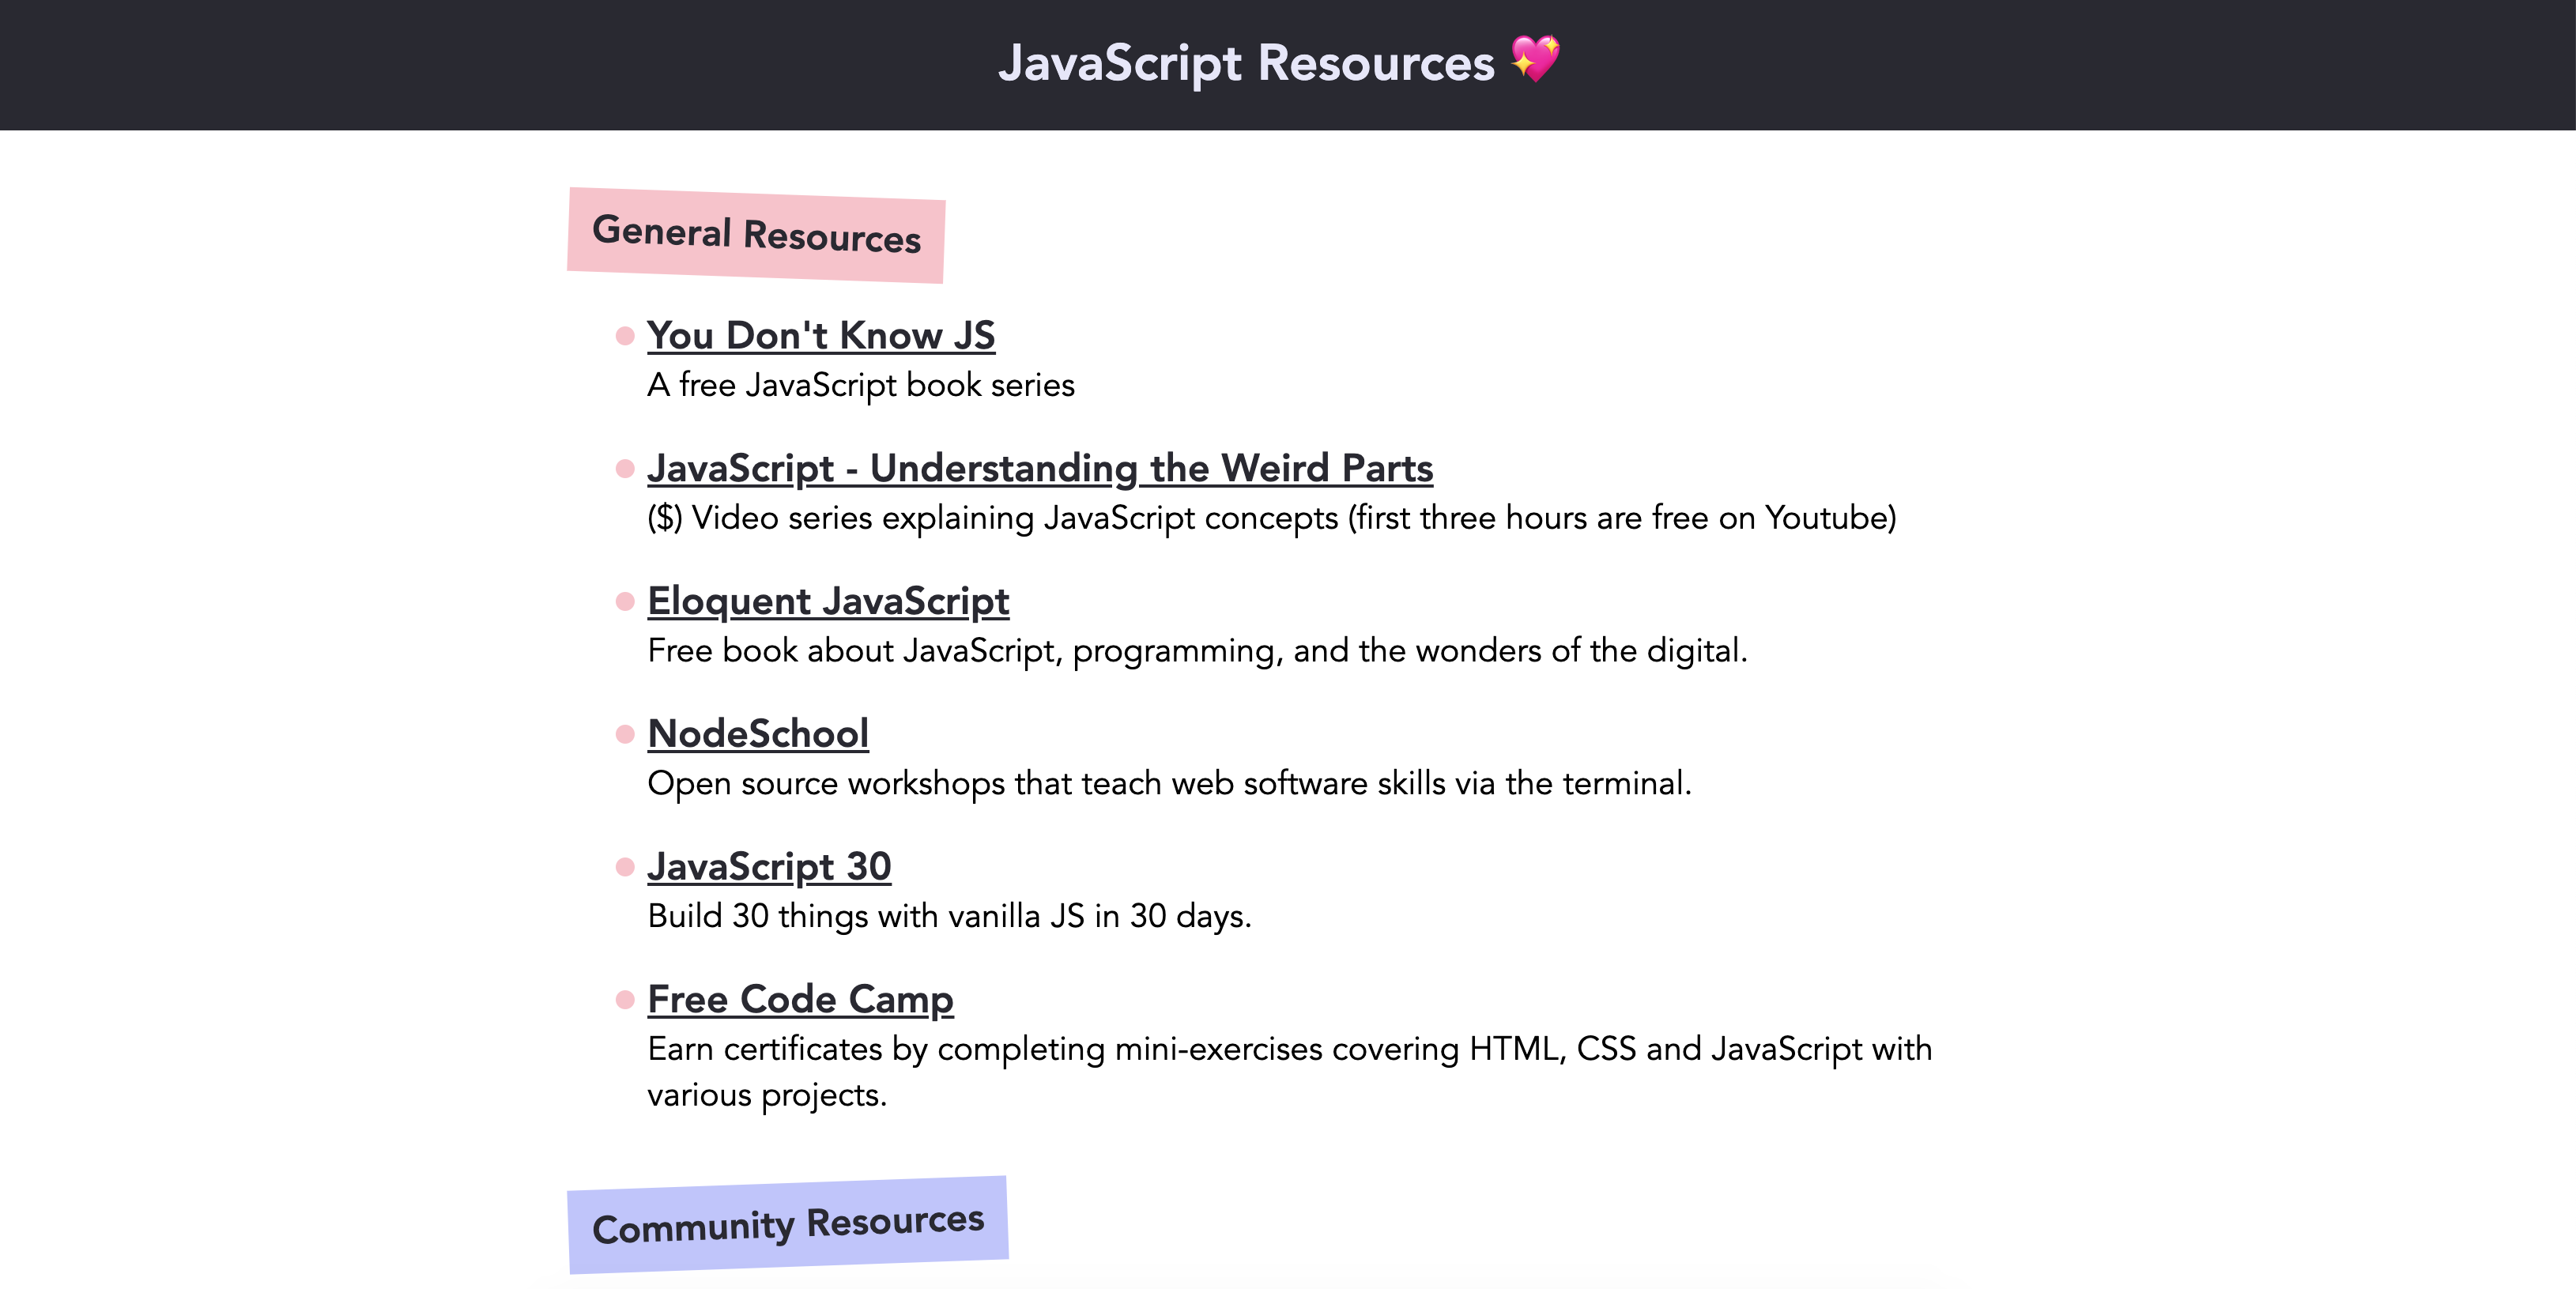 JavaScript Resources 💖
General Resources
You Don't Know JS
A free JavaScript book series
JavaScript - Understanding the Weird Parts
($) Video series explaining JavaScript concepts (first three hours are free on Youtube)
Eloquent JavaScript
Free book about JavaScript, programming, and the wonders of the digital.
NodeSchool
Open source workshops that teach web software skills via the terminal.
JavaScript 30
Build 30 things with vanilla JS in 30 days.
Free Code Camp
Earn certificates by completing mini-exercises covering HTML, CSS and JavaScript with
various projects.
Community Resources